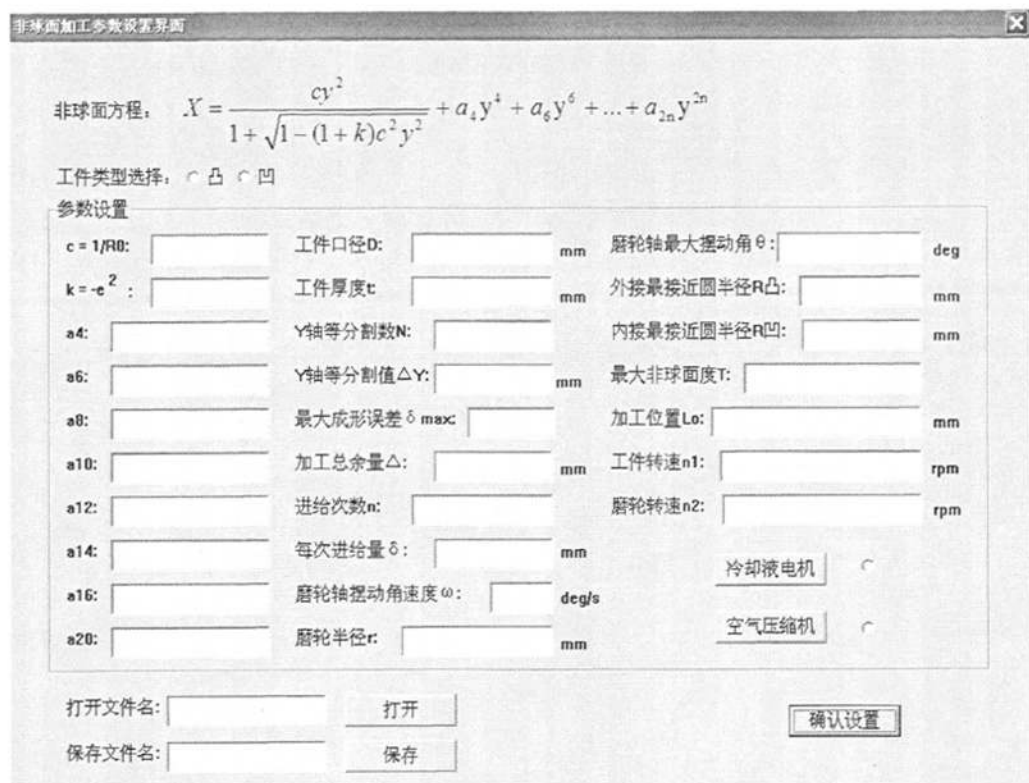 非球面加工参数设置界面
非球面方程: X = cy² / (1 + √(1 − (1 + k)c²y²)) + a₄y⁴ + a₆y⁶ + ... + a₂ₙy²ⁿ
工件类型选择: 凸 凹
参数设置
c = 1/R0: 工件口径D: mm 磨轮轴最大摆动角θ: deg
k = -e² : 工件厚度t: mm 外接最接近圆半径R凸: mm
a4: Y轴等分割数N: 内接最接近圆半径R凹: mm
a6: Y轴等分割值△Y: mm 最大非球面度T:
a8: 最大成形误差δmax: 加工位置Lo: mm
a10: 加工总余量△: mm 工件转速n1: rpm
a12: 进给次数n: 磨轮转速n2: rpm
a14: 每次进给量δ: mm 冷却液电机
a16: 磨轮轴摆动角速度ω: deg/s
a20: 磨轮半径r: mm 空气压缩机
打开文件名: 打开 确认设置
保存文件名: 保存